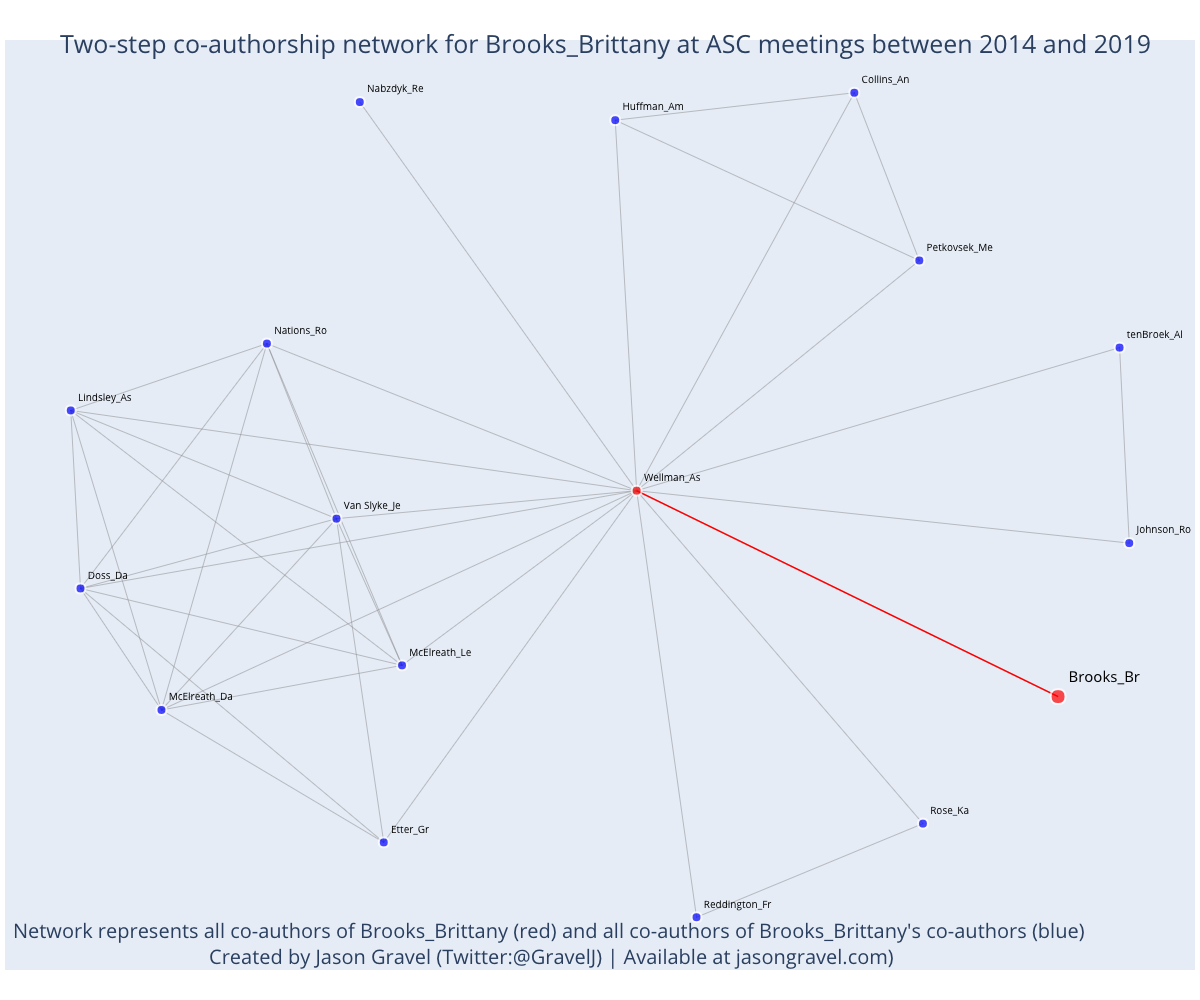 Two-step co-authorship network for Brooks_Brittany at ASC meetings between 2014 and 2019
Collins_An
Nabzdyk_Re
Huffman_Am
Petkovsek_Me
Nations_Ro
tenBroek_Al
Lindsley_As
Wellman_As
Van Slyke_Je
Johnson_Ro
Doss_Da
McElreath_Le
Brooks_Br
McElreath_Da
Rose_Ka
Etter_Gr
Reddington_Fr
Network represents all co-authors of Brooks_Brittany (red) and all co-authors of Brooks_Brittany's co-authors (blue)
Created by Jason Gravel (Twitter:@GravelJ) | Available at jasongravel.com)